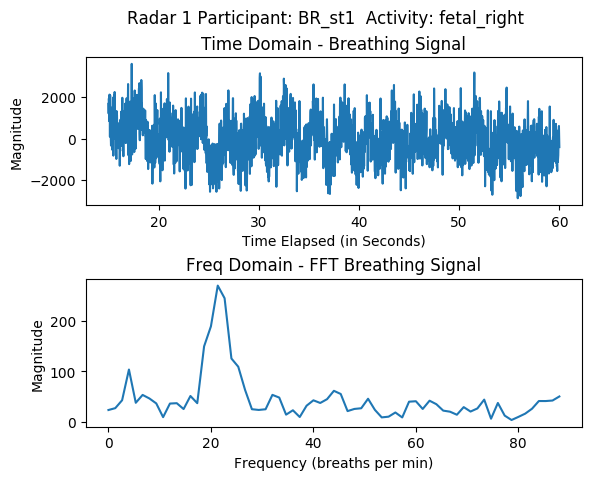 Radar 1 Participant: BR_st1 Activity: fetal_right
Time Domain - Breathing Signal
Magnitude
2000
0
−2000
20 30 40 50 60
Time Elapsed (in Seconds)
Freq Domain - FFT Breathing Signal
Magnitude
200
100
0
0 20 40 60 80
Frequency (breaths per min)